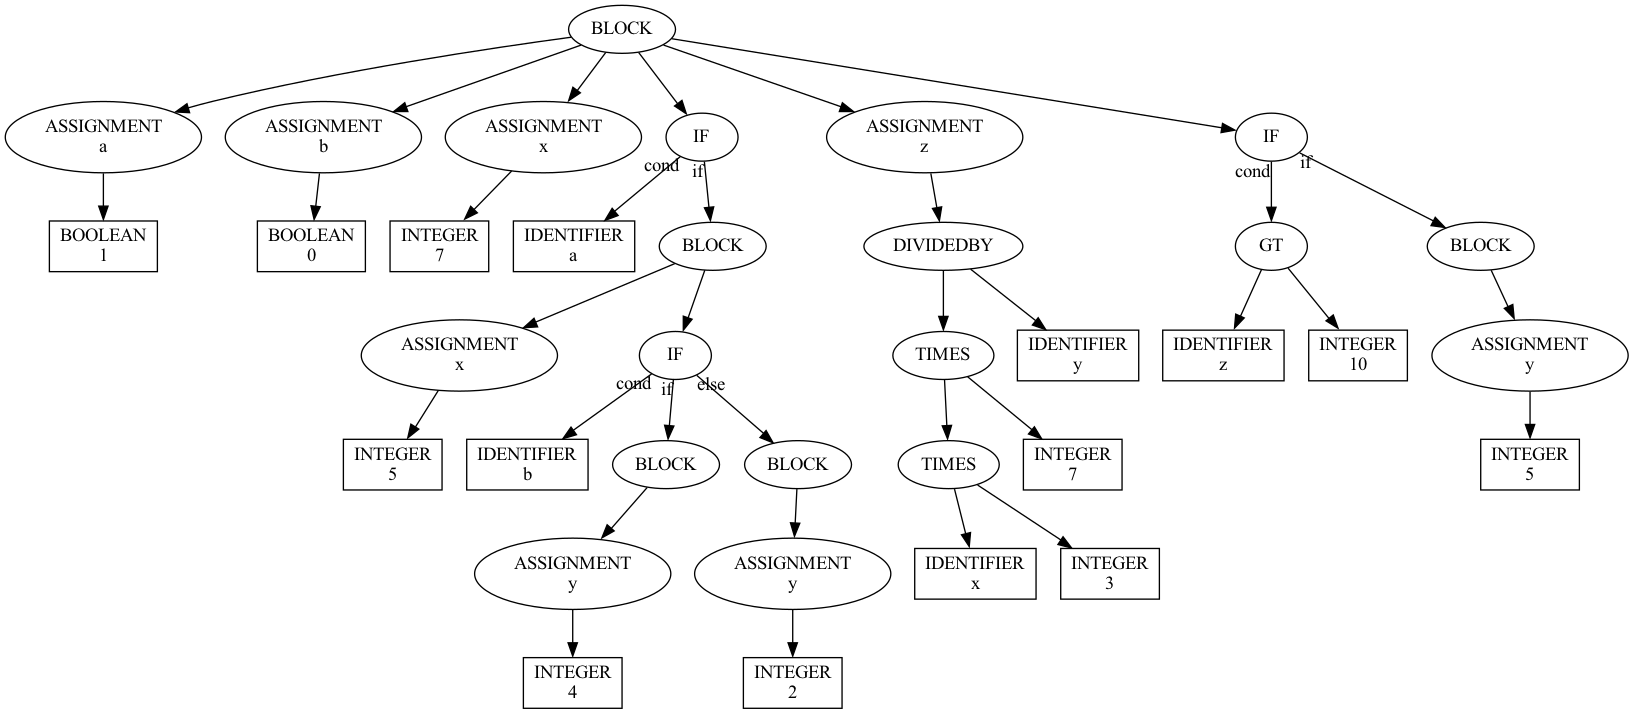 BLOCK
ASSIGNMENT
a
ASSIGNMENT
b
ASSIGNMENT
x
IF
ASSIGNMENT
z
IF
cond
if
cond
if
BOOLEAN
1
BOOLEAN
0
INTEGER
7
IDENTIFIER
a
BLOCK
DIVIDEDBY
GT
BLOCK
ASSIGNMENT
x
IF
TIMES
IDENTIFIER
y
IDENTIFIER
z
INTEGER
10
ASSIGNMENT
y
cond
if
else
INTEGER
5
IDENTIFIER
b
BLOCK
BLOCK
TIMES
INTEGER
7
INTEGER
5
ASSIGNMENT
y
ASSIGNMENT
y
IDENTIFIER
x
INTEGER
3
INTEGER
4
INTEGER
2